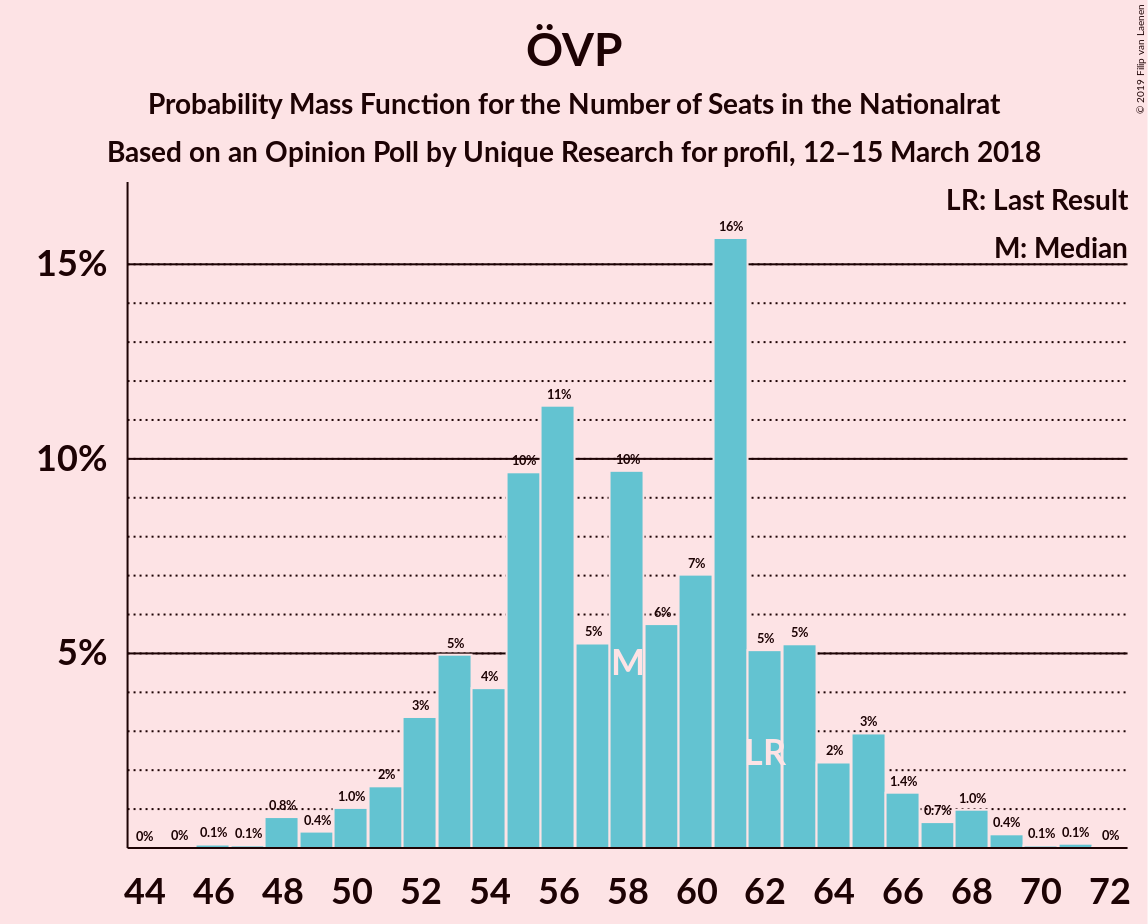 ÖVP
Probability Mass Function for the Number of Seats in the Nationalrat
Based on an Opinion Poll by Unique Research for profil, 12–15 March 2018
© 2019 Filip van Laenen
LR: Last Result
M: Median
15%
10%
5%
0% 0% 0.1% 0.1% 0.8% 0.4% 1.0% 2% 3% 5% 4% 10% 11% 5% 10% 6% 7% 16% 5% 5% 2% 3% 1.4% 0.7% 1.0% 0.4% 0.1% 0.1% 0%
M
LR
44 46 48 50 52 54 56 58 60 62 64 66 68 70 72